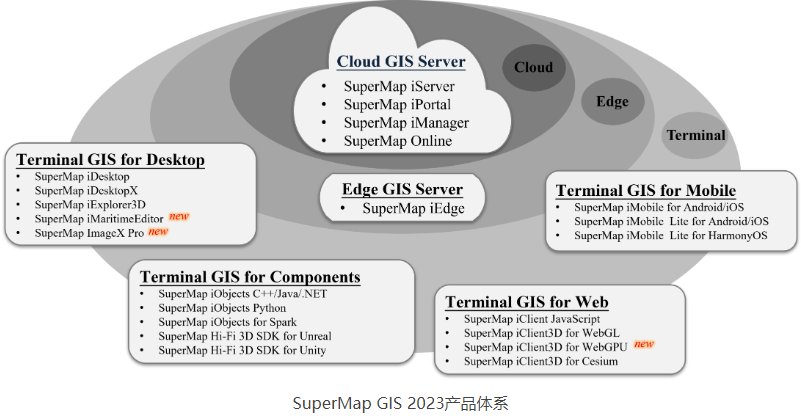 Cloud GIS Server
• SuperMap iServer
• SuperMap iPortal
• SuperMap iManager
• SuperMap Online
Cloud
Edge
Terminal
Terminal GIS for Desktop
• SuperMap iDesktop
• SuperMap iDesktopX
• SuperMap iExplorer3D
• SuperMap iMaritimeEditor new
• SuperMap ImageX Pro new
Edge GIS Server
• SuperMap iEdge
Terminal GIS for Mobile
• SuperMap iMobile for Android/iOS
• SuperMap iMobile Lite for Android/iOS
• SuperMap iMobile Lite for HarmonyOS
Terminal GIS for Components
• SuperMap iObjects C++/Java/.NET
• SuperMap iObjects Python
• SuperMap iObjects for Spark
• SuperMap Hi-Fi 3D SDK for Unreal
• SuperMap Hi-Fi 3D SDK for Unity
Terminal GIS for Web
• SuperMap iClient JavaScript
• SuperMap iClient3D for WebGL
• SuperMap iClient3D for WebGPU new
• SuperMap iClient3D for Cesium
SuperMap GIS 2023产品体系